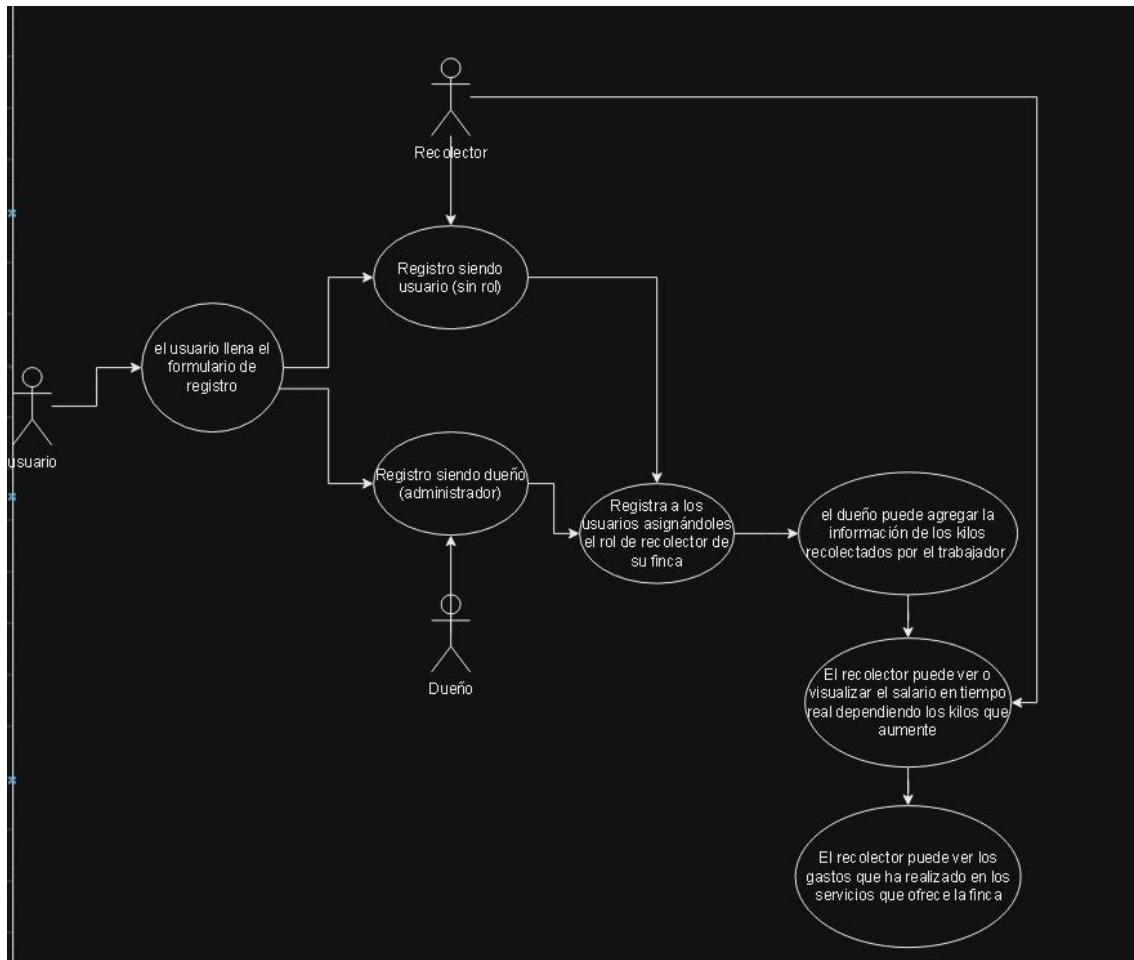 Recolector
Registro siendo
usuario (sin rol)
el usuario llena el
formulario de
registro
usuario
Registro siendo dueño
(administrador)
Dueño
Registra a los
usuarios asignándoles
el rol de recolector de
su finca
el dueño puede agregar la
información de los kilos
recolectados por el trabajador
El recolector puede ver o
visualizar el salario en tiempo
real dependiendo los kilos que
aumente
El recolector puede ver los
gastos que ha realizado en los
servicios que ofrece la finca